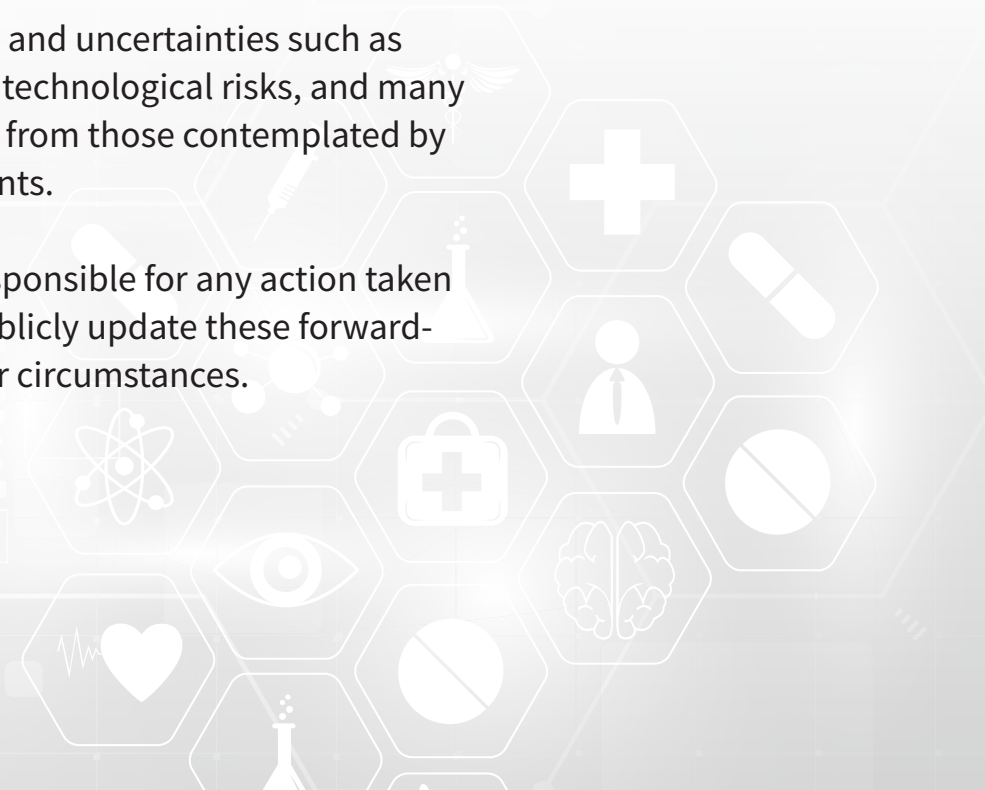 and uncertainties such as
technological risks, and many
from those contemplated by
nts.
sponsible for any action taken
blicly update these forward-
r circumstances.